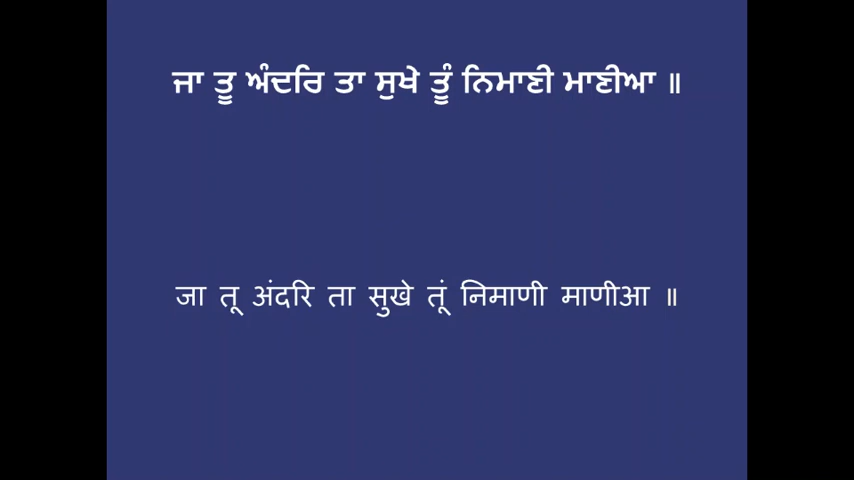 ਜਾ ਤੂ ਅੰਦਰਿ ਤਾ ਸੁਖੇ ਤੂੰ ਨਿਮਾਣੀ ਮਾਣੀਆ ॥
जा तू अंदरि ता सुखे तूं निमाणी माणीआ ॥